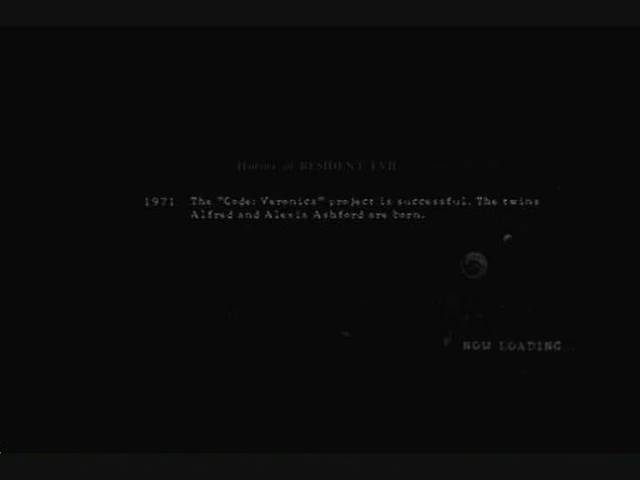 History of RESIDENT EVIL
1971 The "Code: Veronica" project is successful. The twins
Alfred and Alexia Ashford are born.
NOW LOADING...